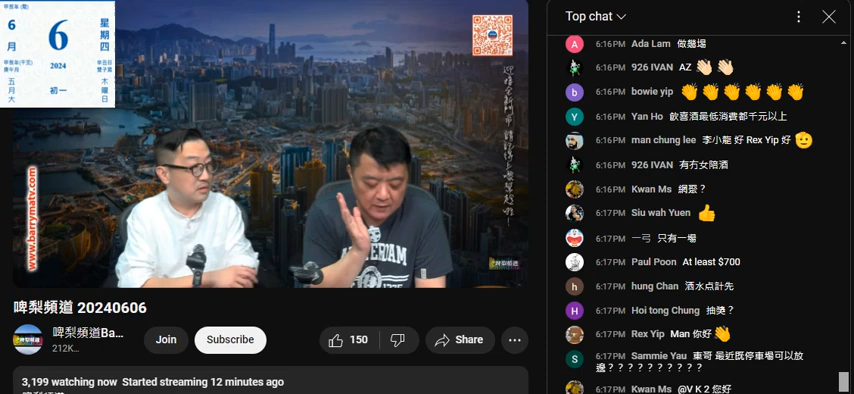 甲辰年 (龍)
6
月
6
2024
初一
星
期
四
五
月
大
木
曜
日
www.barrymatv.com
啤梨頻道
啤梨頻道 20240606
啤梨頻道Ba...
212K...
Join
Subscribe
150
Share
3,199 watching now Started streaming 12 minutes ago
Top chat
6:16PM Ada Lam 做壟場
6:16PM 926 IVAN AZ 👏🏻👏🏻
6:16PM bowie yip 👏👏👏👏👏👏
6:16PM Yan Ho 飲喜酒最低消費都千元以上
6:16PM man chung lee 李小龍 好 Rex Yip 好 🫡
6:16PM 926 IVAN 有冇女陪酒
6:16PM Kwan Ms 網聚？
6:17PM Siu wah Yuen 👍
6:17PM 一弓 只有一場
6:17PM Paul Poon At least $700
6:17PM hung Chan 酒水点計先
6:17PM Hoi tong Chung 抽獎？
6:17PM Rex Yip Man 你好 👋
6:17PM Sammie Yau 東哥 最近既停車場可以放
邊？？？？？？？？？？
6:17PM Kwan Ms @V K 2 您好